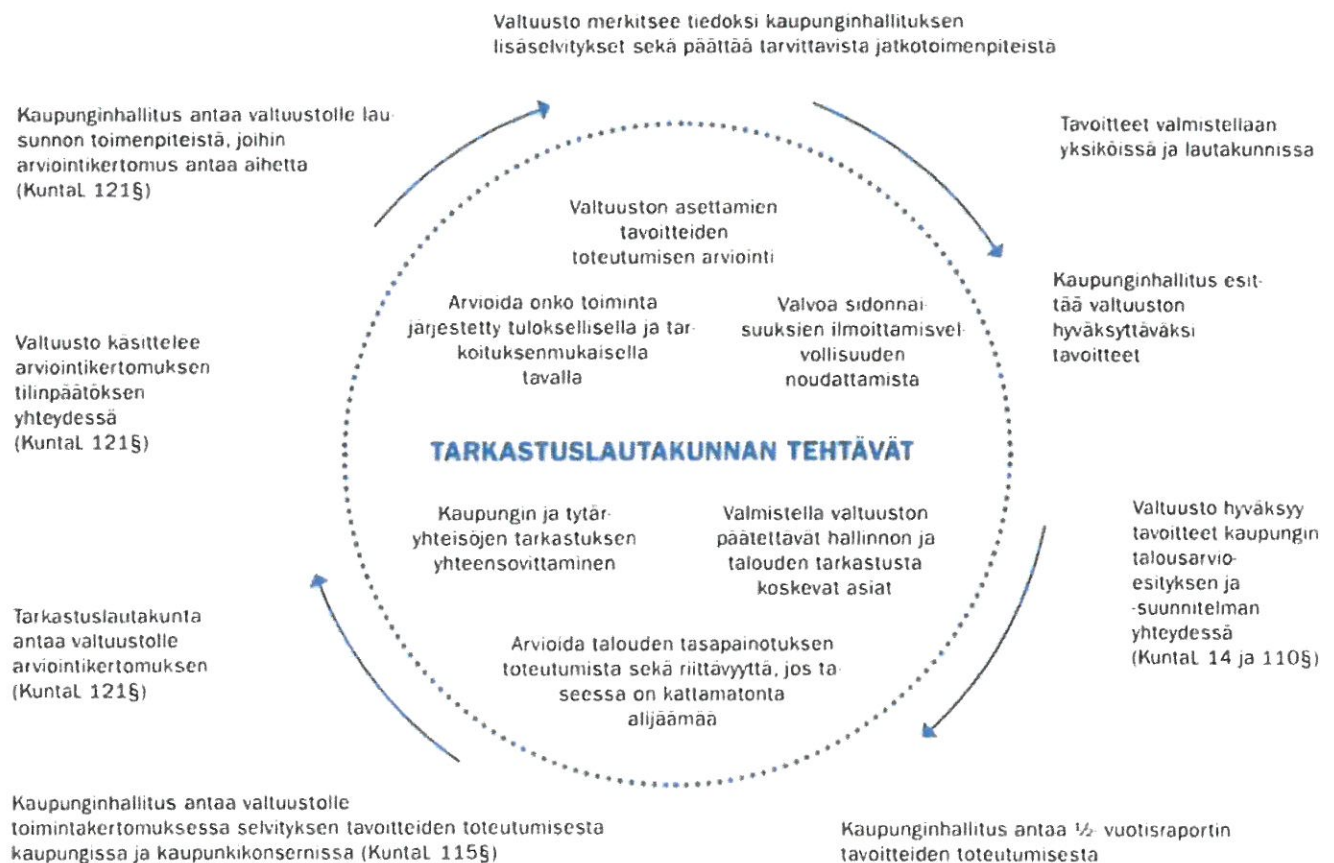 Valtuusto merkitsee tiedoksi kaupunginhallituksen
lisäselvitykset sekä päättää tarvittavista jatkotoimenpiteistä
Kaupunginhallitus antaa valtuustolle lau-
sunnon toimenpiteistä, joihin
arviointikertomus antaa aihetta
(KuntaL 121§)
Tavoitteet valmistellaan
yksiköissä ja lautakunnissa
Valtuuston asettamien
tavoitteiden
toteutumisen arviointi
Kaupunginhallitus esit-
tää valtuuston
hyväksyttäväksi
tavoitteet
Arvioida onko toiminta
järjestetty tuloksellisella ja tar-
koituksenmukaisella
tavalla
Valvoa sidonnai-
suuksien ilmoittamisvel-
vollisuuden
noudattamista
Valtuusto käsittelee
arviointikertomuksen
tilinpäätöksen
yhteydessä
(KuntaL 121§)
TARKASTUSLAUTAKUNNAN TEHTÄVÄT
Kaupungin ja tytär-
yhteisöjen tarkastuksen
yhteensovittaminen
Valmistella valtuuston
päätettävät hallinnon ja
talouden tarkastusta
koskevat asiat
Valtuusto hyväksyy
tavoitteet kaupungin
talousarvio-
esityksen ja
-suunnitelman
yhteydessä
(KuntaL 14 ja 110§)
Tarkastuslautakunta
antaa valtuustolle
arviointikertomuksen
(KuntaL 121§)
Arvioida talouden tasapainotuksen
toteutumista sekä riittävyyttä, jos ta-
seessa on kattamatonta
alijäämää
Kaupunginhallitus antaa valtuustolle
toimintakertomuksessa selvityksen tavoitteiden toteutumisesta
kaupungissa ja kaupunkikonsernissa (KuntaL 115§)
Kaupunginhallitus antaa ½- vuotisraportin
tavoitteiden toteutumisesta